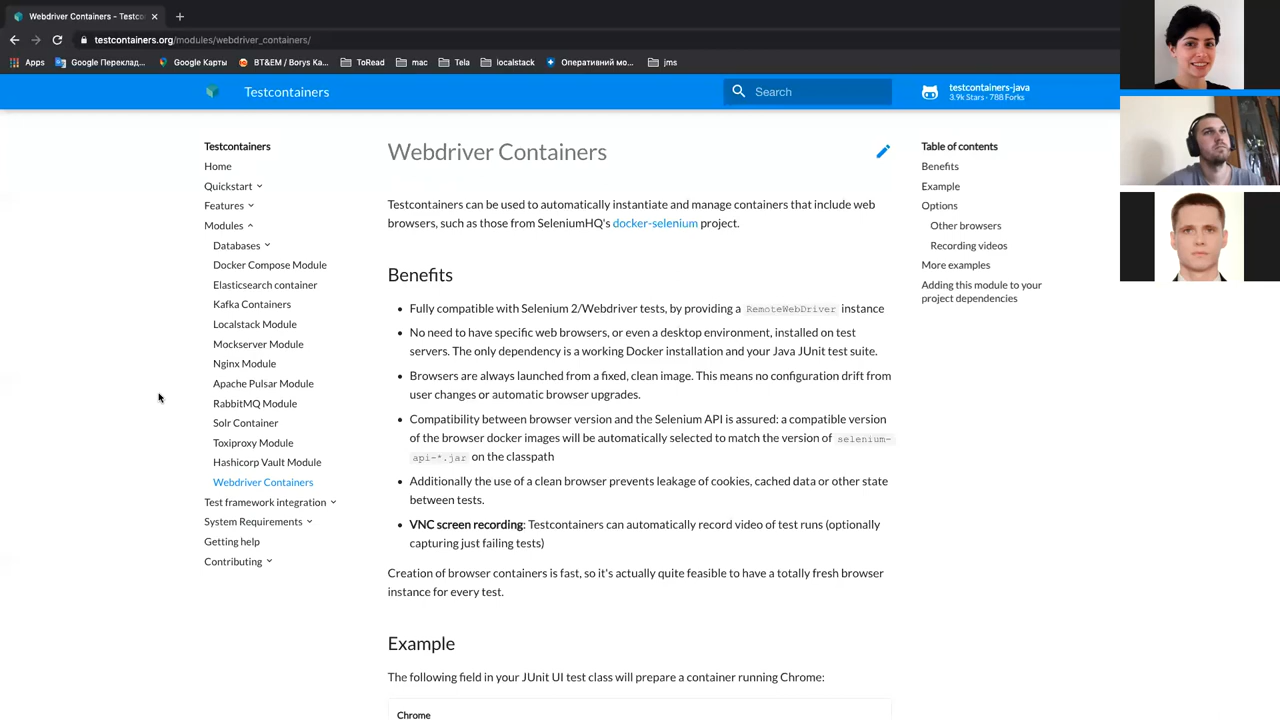 Webdriver Containers - Testco
testcontainers.org/modules/webdriver_containers/
Apps
Google Переклад...
Google Карты
BT&EM / Borys Ka...
ToRead
mac
Tela
localstack
Оперативний мо...
jms
Testcontainers
Search
testcontainers-java
3.9k Stars · 788 Forks
Testcontainers
Home
Quickstart
Features
Modules
Databases
Docker Compose Module
Elasticsearch container
Kafka Containers
Localstack Module
Mockserver Module
Nginx Module
Apache Pulsar Module
RabbitMQ Module
Solr Container
Toxiproxy Module
Hashicorp Vault Module
Webdriver Containers
Test framework integration
System Requirements
Getting help
Contributing
Webdriver Containers
Testcontainers can be used to automatically instantiate and manage containers that include web
browsers, such as those from SeleniumHQ's docker-selenium project.
Benefits
• Fully compatible with Selenium 2/Webdriver tests, by providing a RemoteWebDriver instance
• No need to have specific web browsers, or even a desktop environment, installed on test
servers. The only dependency is a working Docker installation and your Java JUnit test suite.
• Browsers are always launched from a fixed, clean image. This means no configuration drift from
user changes or automatic browser upgrades.
• Compatibility between browser version and the Selenium API is assured: a compatible version
of the browser docker images will be automatically selected to match the version of selenium-
api-*.jar on the classpath
• Additionally the use of a clean browser prevents leakage of cookies, cached data or other state
between tests.
• VNC screen recording: Testcontainers can automatically record video of test runs (optionally
capturing just failing tests)
Creation of browser containers is fast, so it's actually quite feasible to have a totally fresh browser
instance for every test.
Example
The following field in your JUnit UI test class will prepare a container running Chrome:
Chrome
Table of contents
Benefits
Example
Options
Other browsers
Recording videos
More examples
Adding this module to your
project dependencies